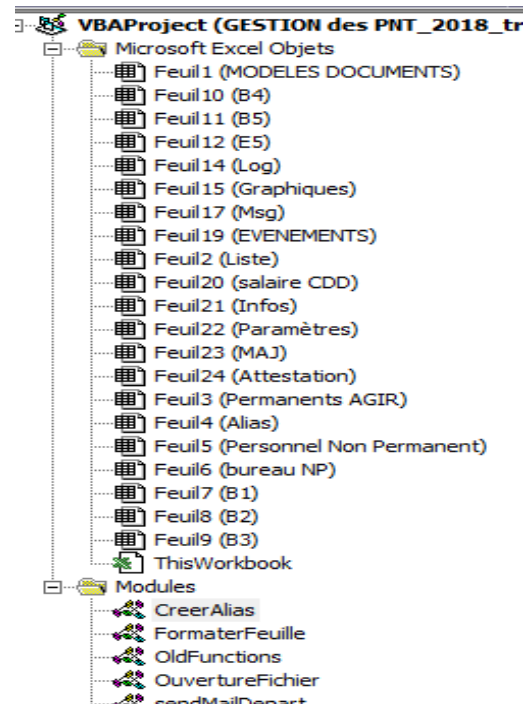 VBAProject (GESTION des PNT_2018_tr
Microsoft Excel Objets
Feuil1 (MODELES DOCUMENTS)
Feuil10 (B4)
Feuil11 (B5)
Feuil12 (E5)
Feuil14 (Log)
Feuil15 (Graphiques)
Feuil17 (Msg)
Feuil19 (EVENEMENTS)
Feuil2 (Liste)
Feuil20 (salaire CDD)
Feuil21 (Infos)
Feuil22 (Paramètres)
Feuil23 (MAJ)
Feuil24 (Attestation)
Feuil3 (Permanents AGIR)
Feuil4 (Alias)
Feuil5 (Personnel Non Permanent)
Feuil6 (bureau NP)
Feuil7 (B1)
Feuil8 (B2)
Feuil9 (B3)
ThisWorkbook
Modules
CreerAlias
FormaterFeuille
OldFunctions
OuvertureFichier
sendMailDepart